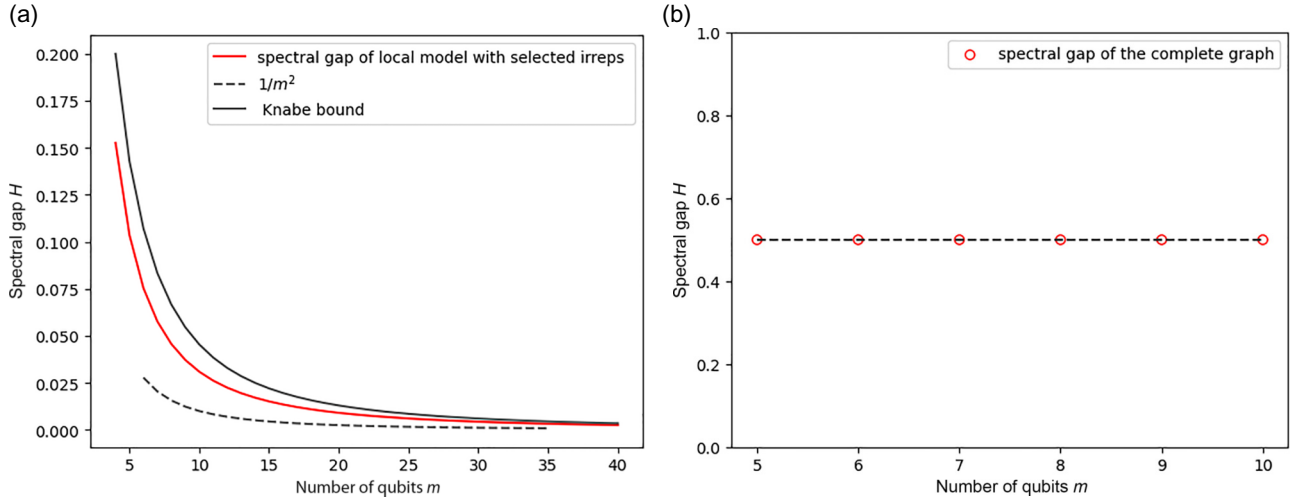 (a)
0.200
0.175
0.150
0.125
0.100
0.075
0.050
0.025
0.000
Spectral gap H
spectral gap of local model with selected irreps
1/m²
Knabe bound
5 10 15 20 25 30 35 40
Number of qubits m
(b)
1.0
0.8
0.6
0.4
0.2
0.0
Spectral gap H
spectral gap of the complete graph
5 6 7 8 9 10
Number of qubits m